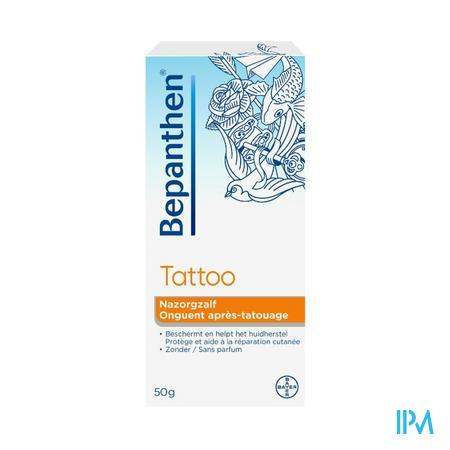 Bepanthen®
Tattoo
Nazorgzalf
Onguent après-tatouage
• Beschermt en helpt het huidherstel
Protège et aide à la réparation cutanée
• Zonder / Sans parfum
50g
BAYER
BAYER
IPM